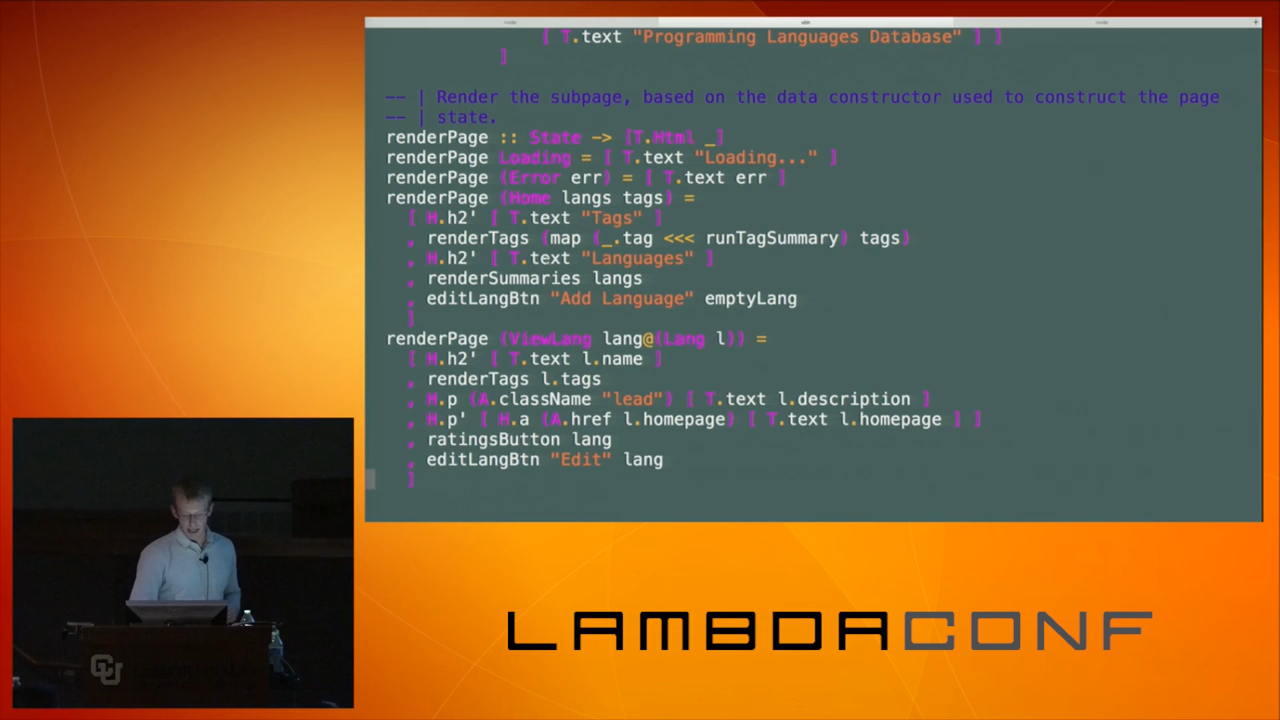 [ T.text "Programming Languages Database" ] ]
]
-- | Render the subpage, based on the data constructor used to construct the page
-- | state.
renderPage :: State -> [T.Html _]
renderPage Loading = [ T.text "Loading..." ]
renderPage (Error err) = [ T.text err ]
renderPage (Home langs tags) =
[ H.h2' [ T.text "Tags" ]
, renderTags (map (_.tag <<< runTagSummary) tags)
, H.h2' [ T.text "Languages" ]
, renderSummaries langs
, editLangBtn "Add Language" emptyLang
]
renderPage (ViewLang lang@(Lang l)) =
[ H.h2' [ T.text l.name ]
, renderTags l.tags
, H.p (A.className "lead") [ T.text l.description ]
, H.p' [ H.a (A.href l.homepage) [ T.text l.homepage ] ]
, ratingsButton lang
, editLangBtn "Edit" lang
]
CU
LAMBDACONF